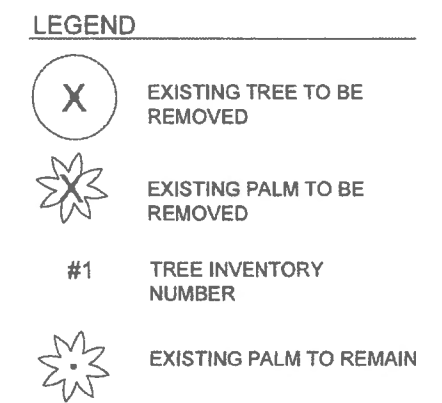 LEGEND
X
EXISTING TREE TO BE
REMOVED
X
EXISTING PALM TO BE
REMOVED
#1
TREE INVENTORY
NUMBER
EXISTING PALM TO REMAIN